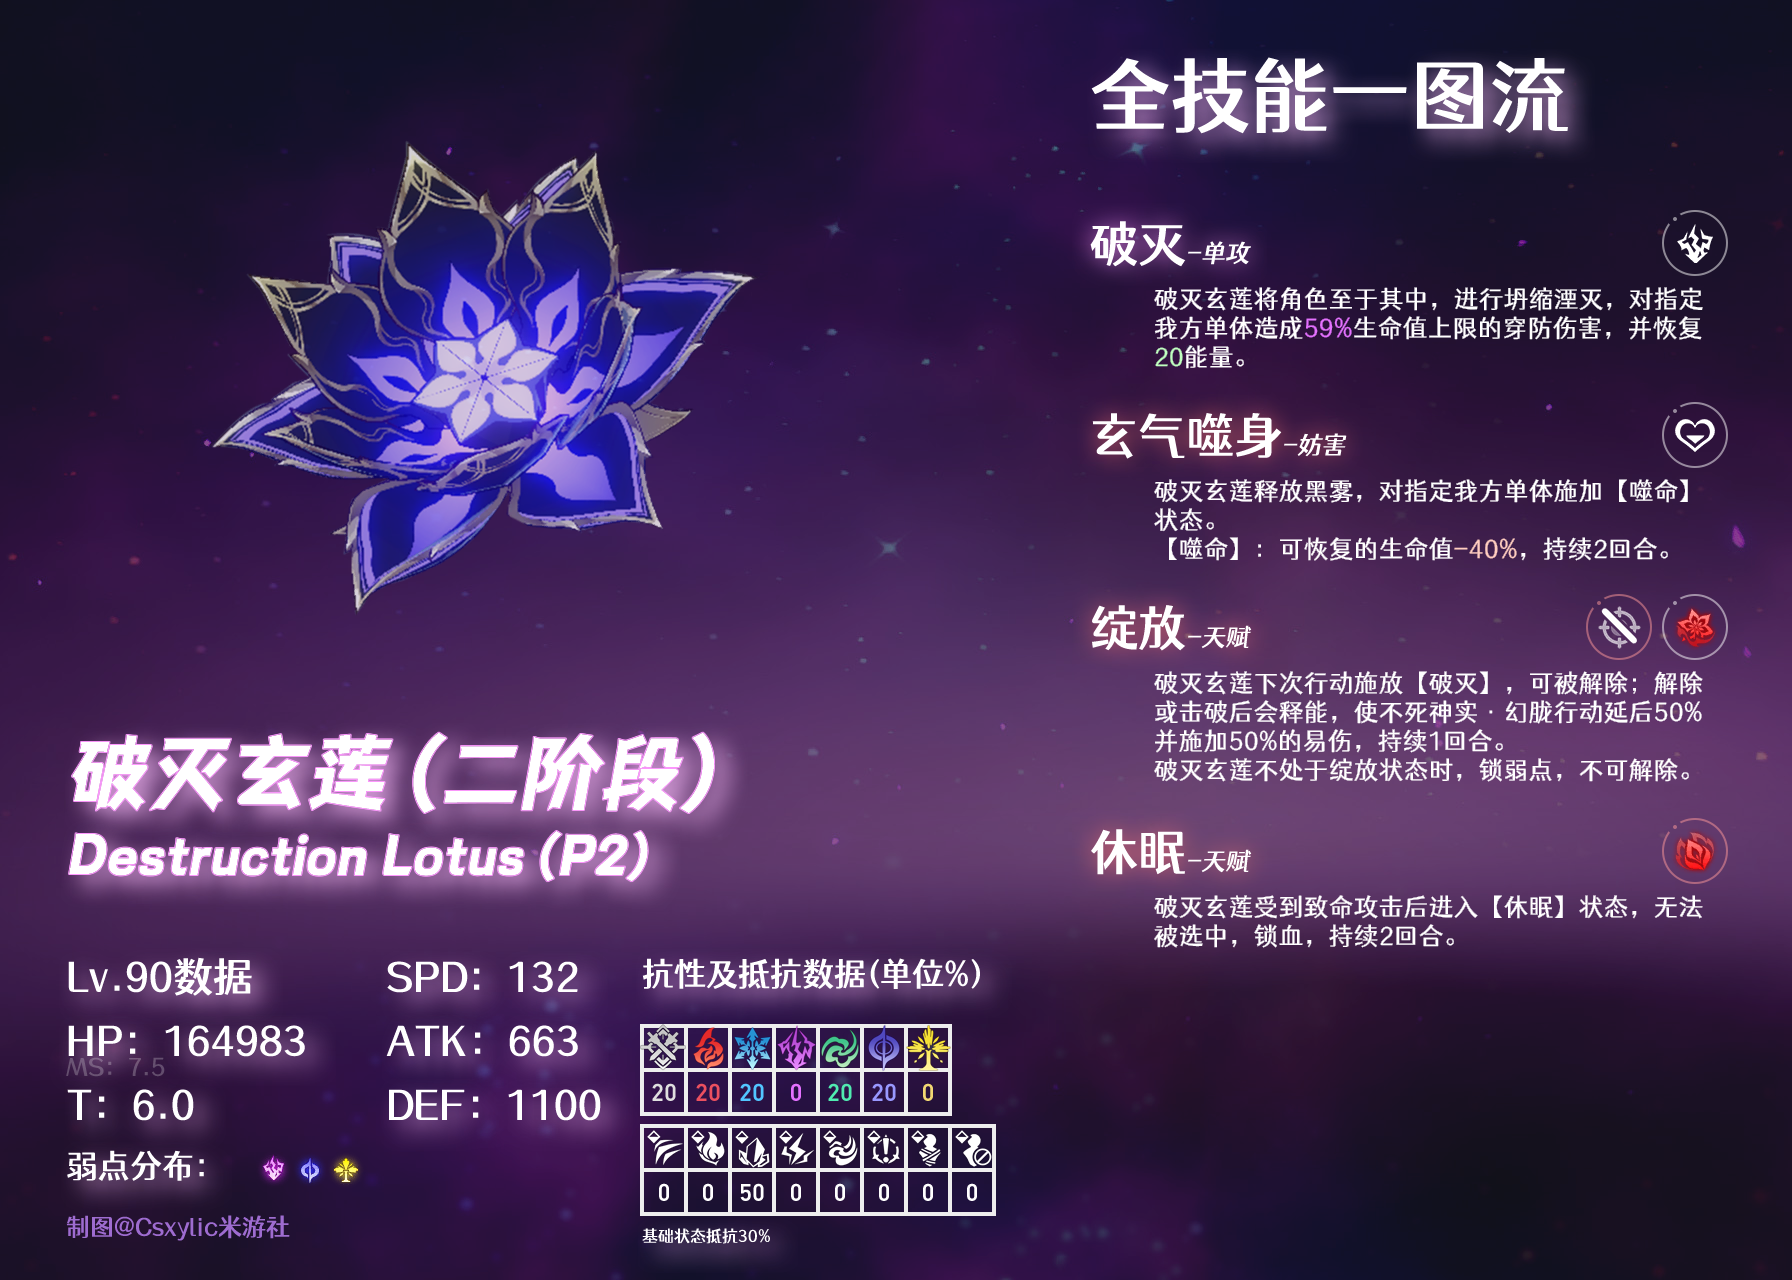 全技能一图流
破灭-单攻
破灭玄莲将角色至于其中，进行坍缩湮灭，对指定
我方单体造成59%生命值上限的穿防伤害，并恢复
20能量。
玄气噬身-妨害
破灭玄莲释放黑雾，对指定我方单体施加【噬命】
状态。
【噬命】：可恢复的生命值-40%，持续2回合。
绽放-天赋
破灭玄莲下次行动施放【破灭】，可被解除；解除
或击破后会释能，使不死神实·幻胧行动延后50%
并施加50%的易伤，持续1回合。
破灭玄莲不处于绽放状态时，锁弱点，不可解除。
休眠-天赋
破灭玄莲受到致命攻击后进入【休眠】状态，无法
被选中，锁血，持续2回合。
破灭玄莲（二阶段）
Destruction Lotus (P2)
Lv.90数据
SPD：132
HP：164983
ATK：663
MS：7.5
T：6.0
DEF：1100
弱点分布：
制图@Csxylic米游社
抗性及抵抗数据(单位%)
20 20 20 0 20 20 0
0 0 50 0 0 0 0 0
基础状态抵抗30%